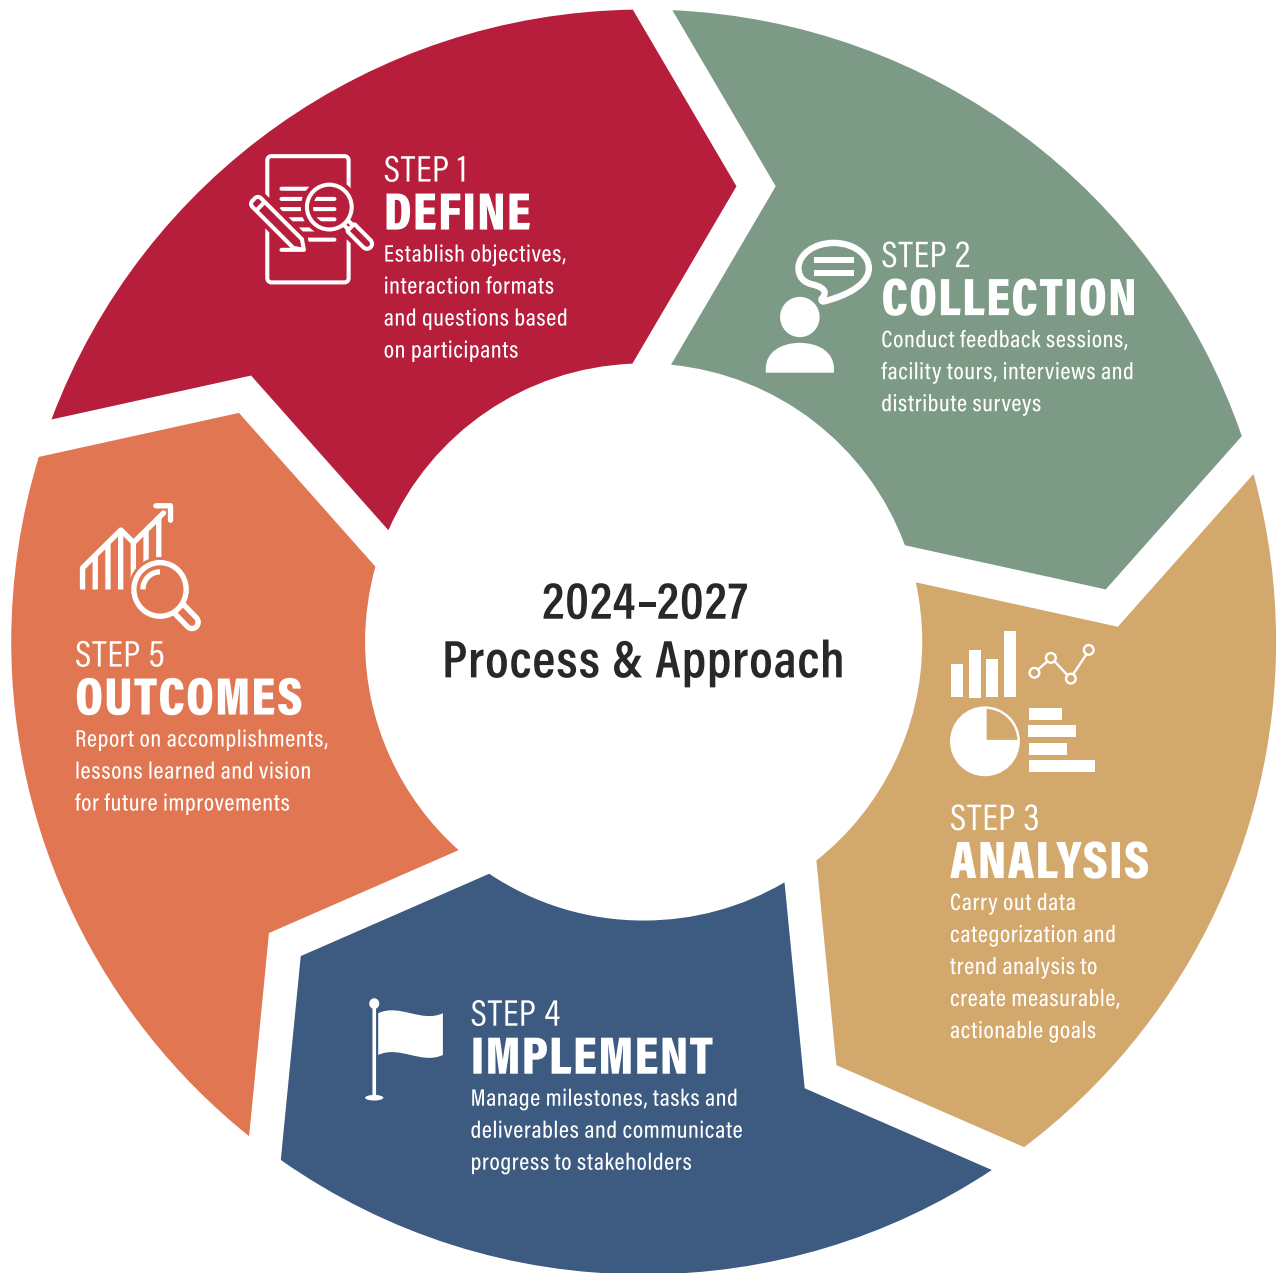 STEP 1
DEFINE
Establish objectives,
interaction formats
and questions based
on participants
STEP 2
COLLECTION
Conduct feedback sessions,
facility tours, interviews and
distribute surveys
STEP 3
ANALYSIS
Carry out data
categorization and
trend analysis to
create measurable,
actionable goals
STEP 4
IMPLEMENT
Manage milestones, tasks and
deliverables and communicate
progress to stakeholders
STEP 5
OUTCOMES
Report on accomplishments,
lessons learned and vision
for future improvements
2024–2027
Process & Approach